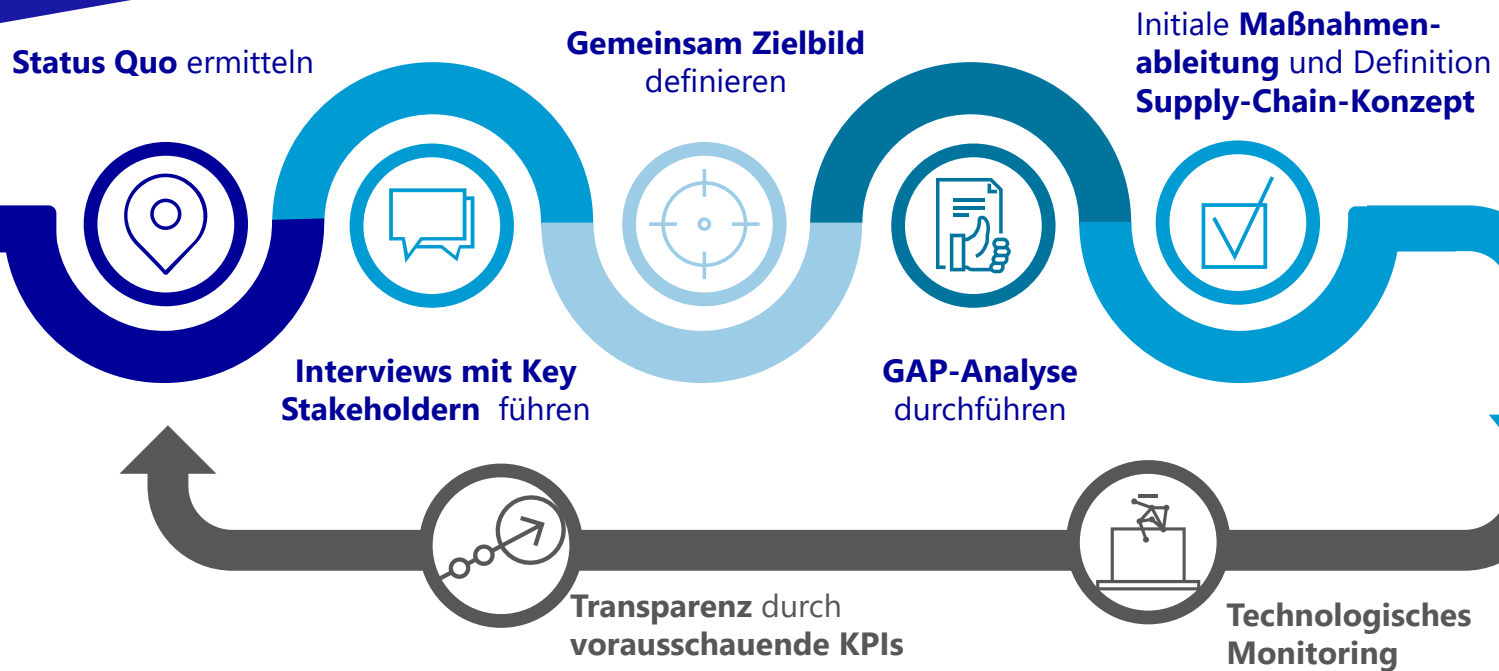 Status Quo ermitteln
Interviews mit Key
Stakeholdern führen
Gemeinsam Zielbild
definieren
GAP-Analyse
durchführen
Initiale Maßnahmen-
ableitung und Definition
Supply-Chain-Konzept
Technologisches
Monitoring
Transparenz durch
vorausschauende KPIs